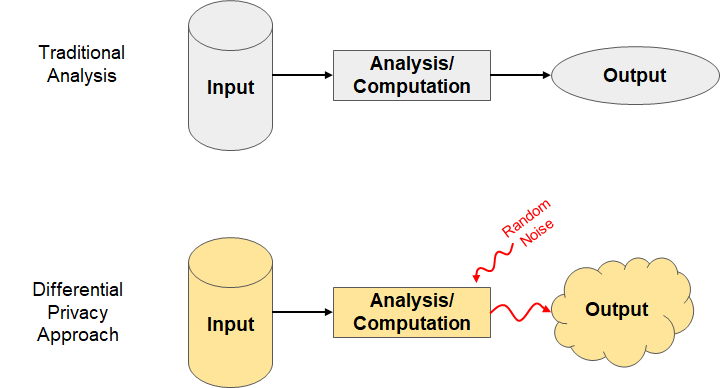 Traditional
Analysis
Input
Analysis/
Computation
Output
Random
Noise
Differential
Privacy
Approach
Input
Analysis/
Computation
Output